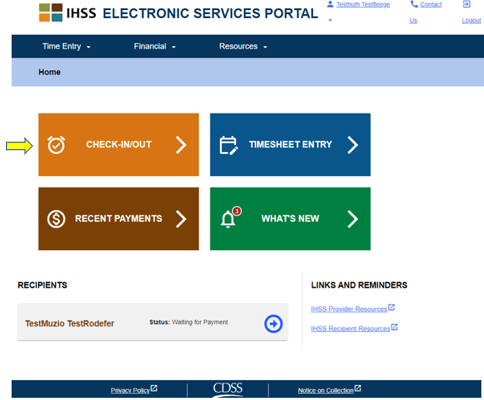 IHSS ELECTRONIC SERVICES PORTAL
Testhuth Testfleege
Contact Us
Logout
Time Entry
Financial
Resources
Home
CHECK-IN/OUT
TIMESHEET ENTRY
RECENT PAYMENTS
3
WHAT'S NEW
RECIPIENTS
LINKS AND REMINDERS
TestMuzio TestRodefer
Status: Waiting for Payment
IHSS Provider Resources
IHSS Recipient Resources
Privacy Policy
CDSS
Notice on Collection